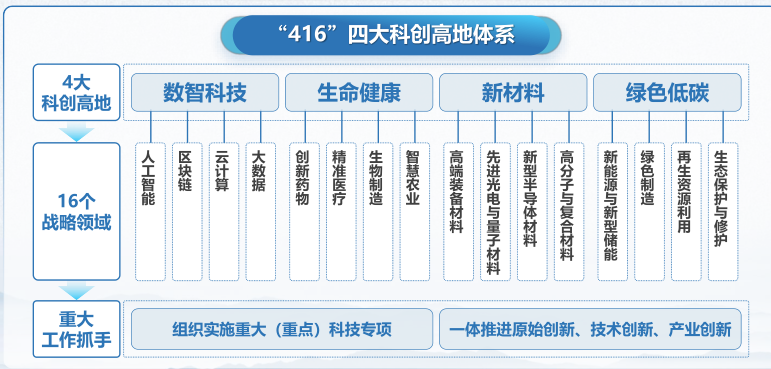 “416”四大科创高地体系
4大
科创高地
数智科技
生命健康
新材料
绿色低碳
16个
战略领域
人工智能
区块链
云计算
大数据
创新药物
精准医疗
生物制造
智慧农业
高端装备材料
先进光电与量子材料
新型半导体材料
高分子与复合材料
新能源与新型储能
绿色制造
再生资源利用
生态保护与修护
重大
工作抓手
组织实施重大（重点）科技专项
一体推进原始创新、技术创新、产业创新